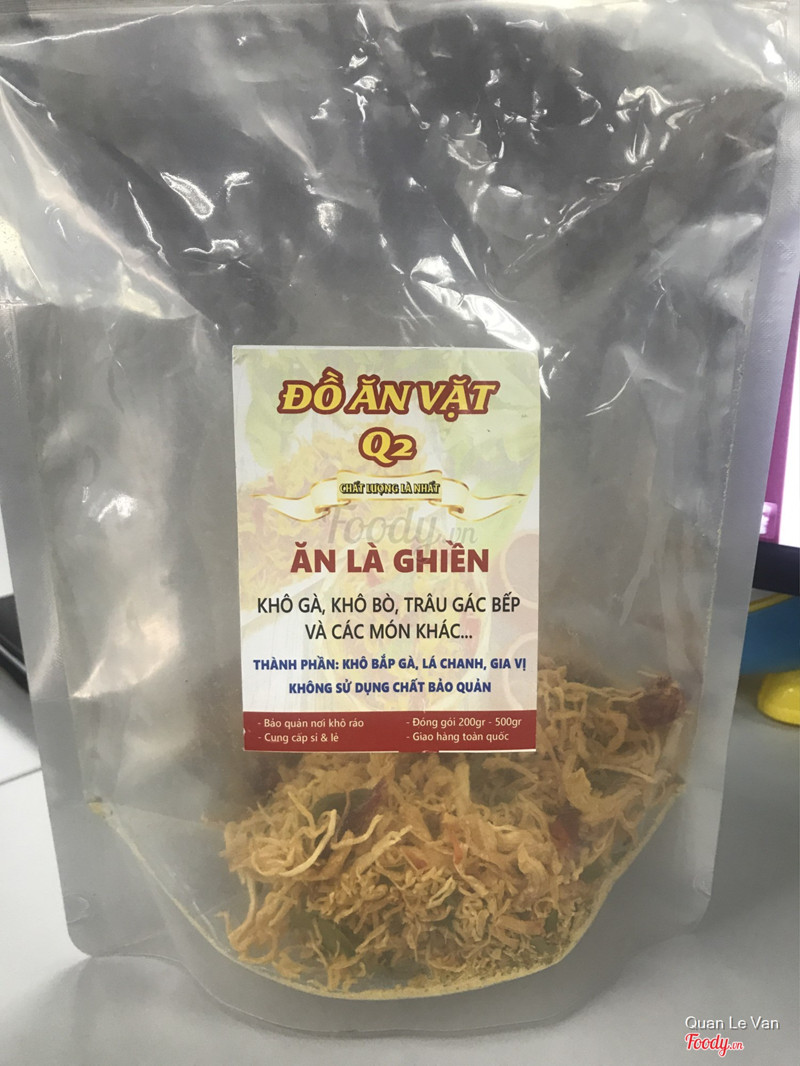 ĐỒ ĂN VẶT
Q2
CHẤT LƯỢNG LÀ NHẤT
Foody.vn
ĂN LÀ GHIỀN
KHÔ GÀ, KHÔ BÒ, TRÂU GÁC BẾP
VÀ CÁC MÓN KHÁC...
THÀNH PHẦN: KHÔ BẮP GÀ, LÁ CHANH, GIA VỊ
KHÔNG SỬ DỤNG CHẤT BẢO QUẢN
- Bảo quản nơi khô ráo
- Cung cấp sỉ & lẻ
- Đóng gói 200gr - 500gr
- Giao hàng toàn quốc
Quan Le Van
Foody.vn